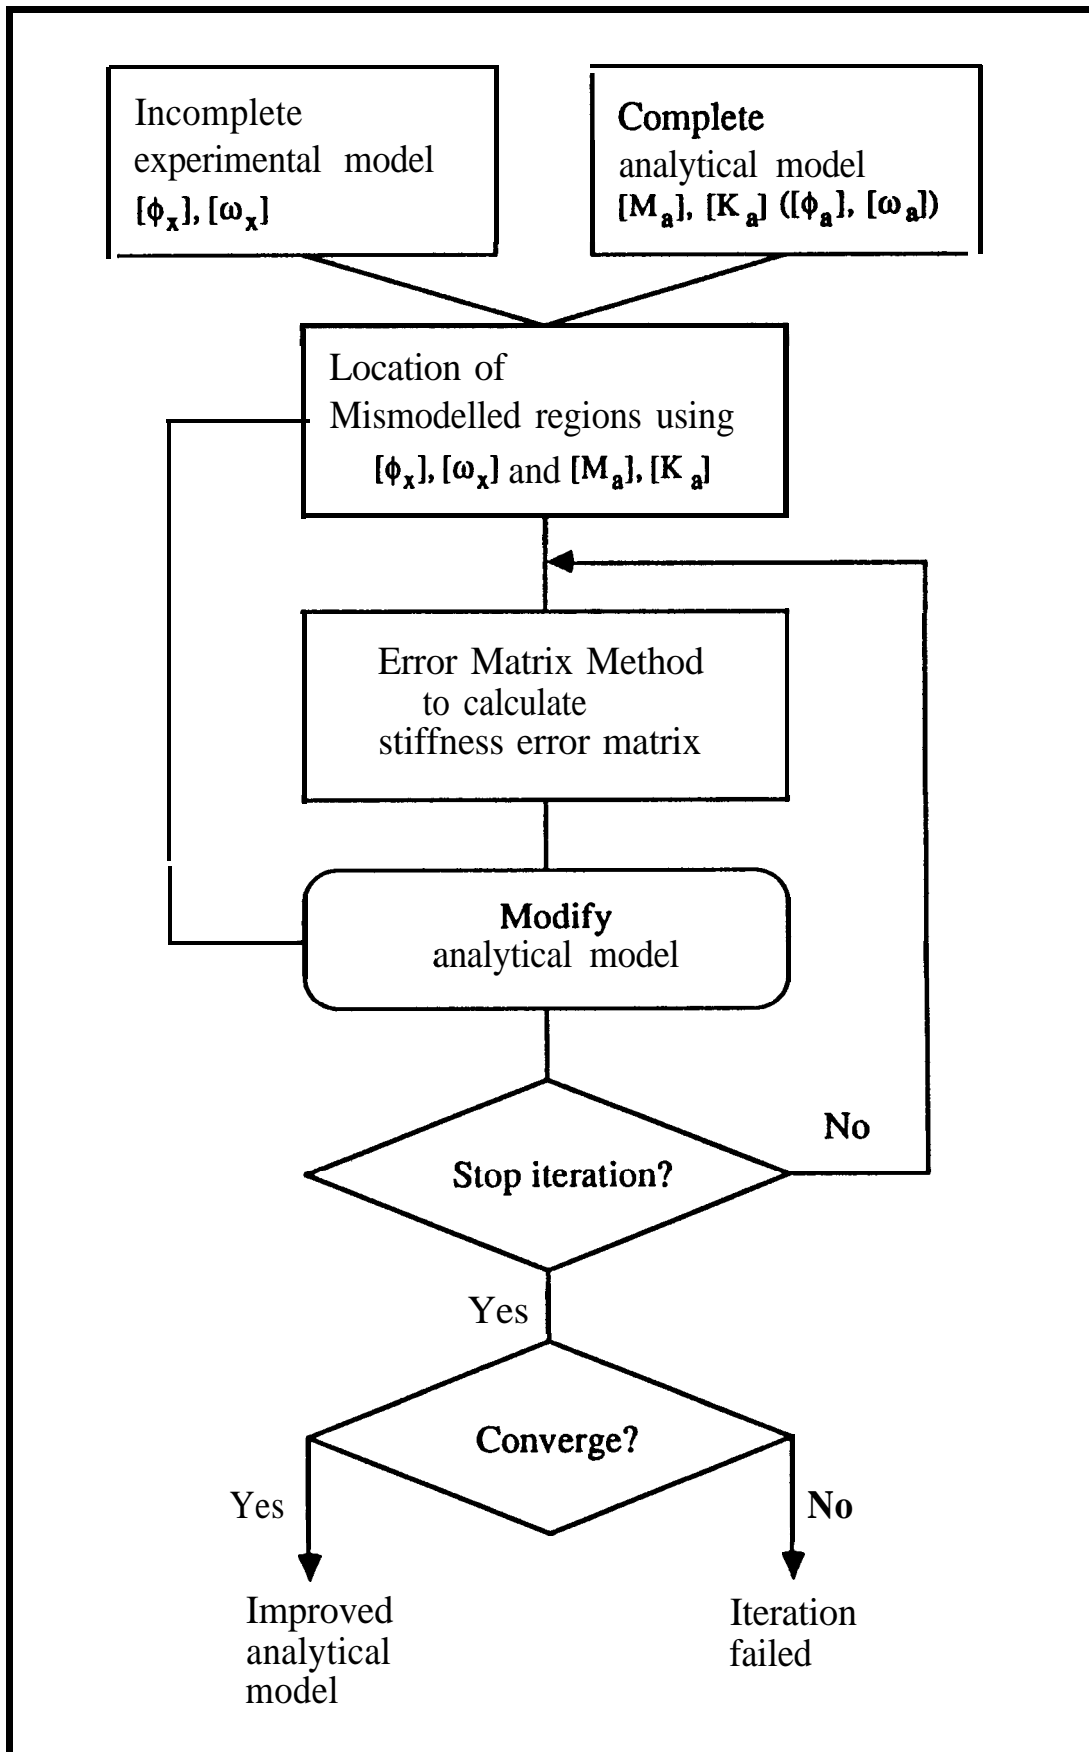 Incomplete
experimental model
[ϕx], [ωx]
Complete
analytical model
[Ma], [Ka] ([ϕa], [ωa])
Location of
Mismodelled regions using
[ϕx], [ωx] and [Ma], [Ka]
Error Matrix Method
to calculate
stiffness error matrix
Modify
analytical model
No
Stop iteration?
Yes
Converge?
Yes
No
Improved
analytical
model
Iteration
failed